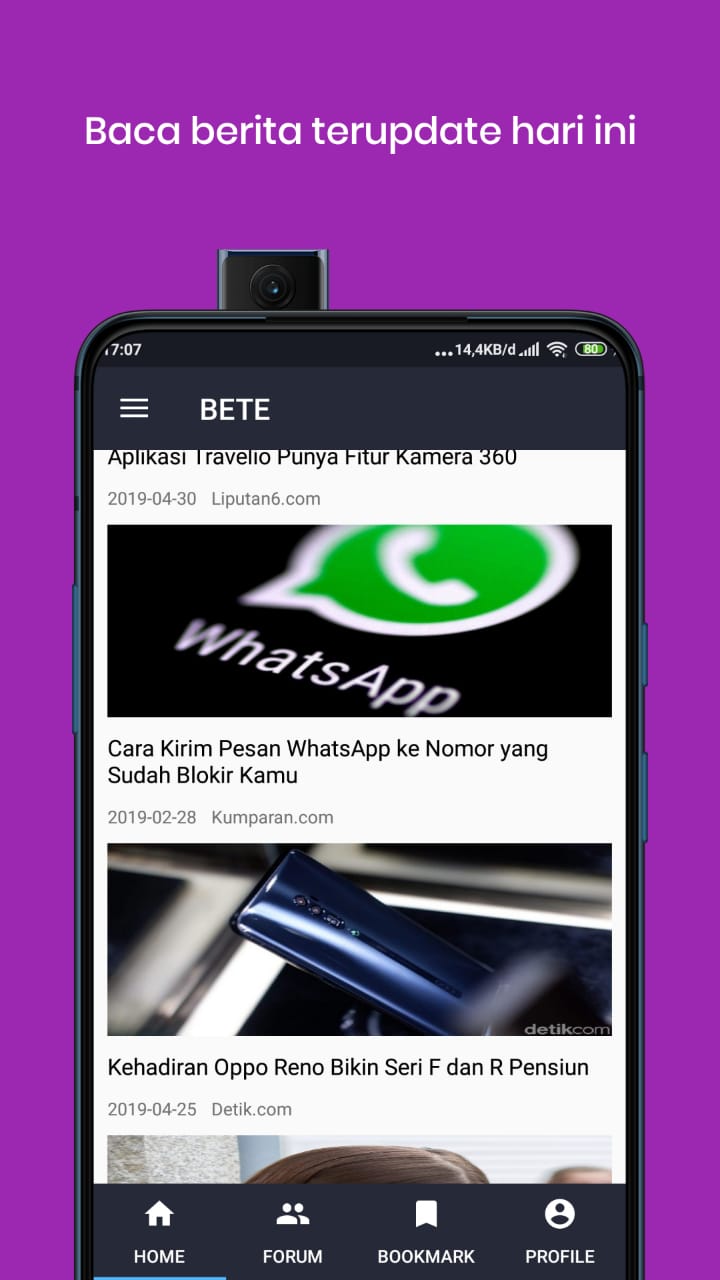 Baca berita terupdate hari ini
17:07
...14,4KB/d
80
BETE
Aplikasi Travelio Punya Fitur Kamera 360
2019-04-30 Liputan6.com
WhatsApp
Cara Kirim Pesan WhatsApp ke Nomor yang
Sudah Blokir Kamu
2019-02-28 Kumparan.com
detikcom
Kehadiran Oppo Reno Bikin Seri F dan R Pensiun
2019-04-25 Detik.com
HOME
FORUM
BOOKMARK
PROFILE